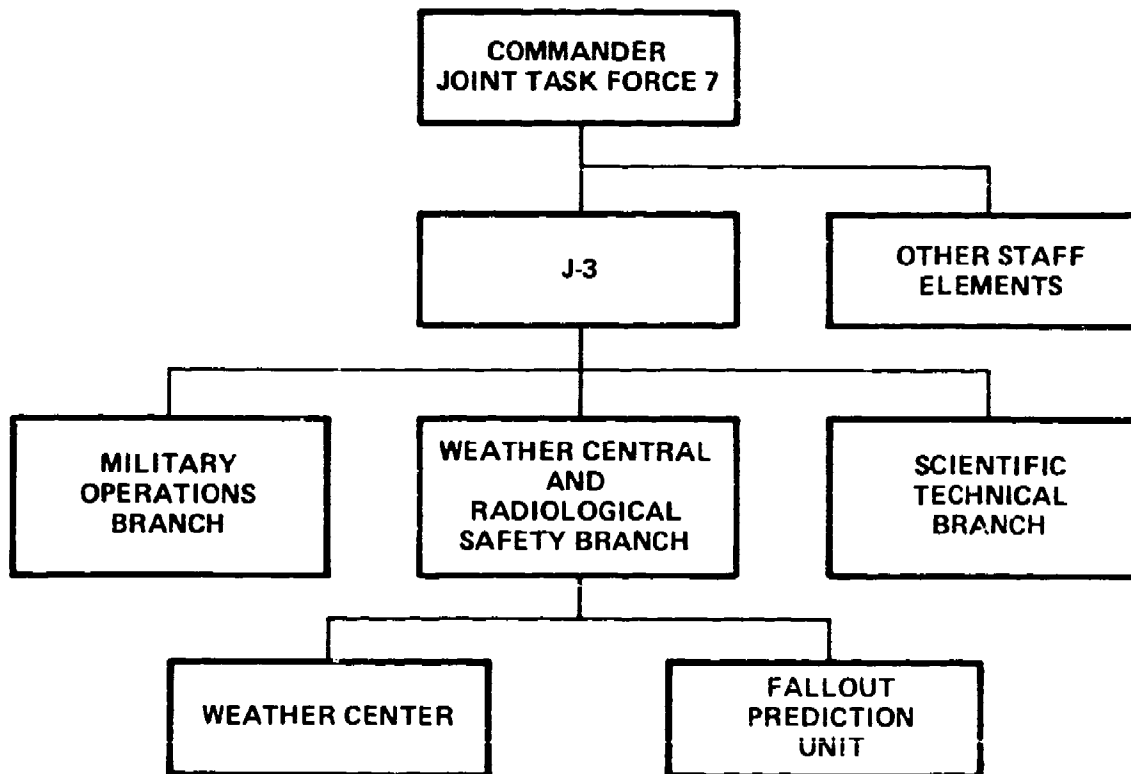 COMMANDER
JOINT TASK FORCE 7
J-3
OTHER STAFF
ELEMENTS
MILITARY
OPERATIONS
BRANCH
WEATHER CENTRAL
AND
RADIOLOGICAL
SAFETY BRANCH
SCIENTIFIC
TECHNICAL
BRANCH
WEATHER CENTER
FALLOUT
PREDICTION
UNIT